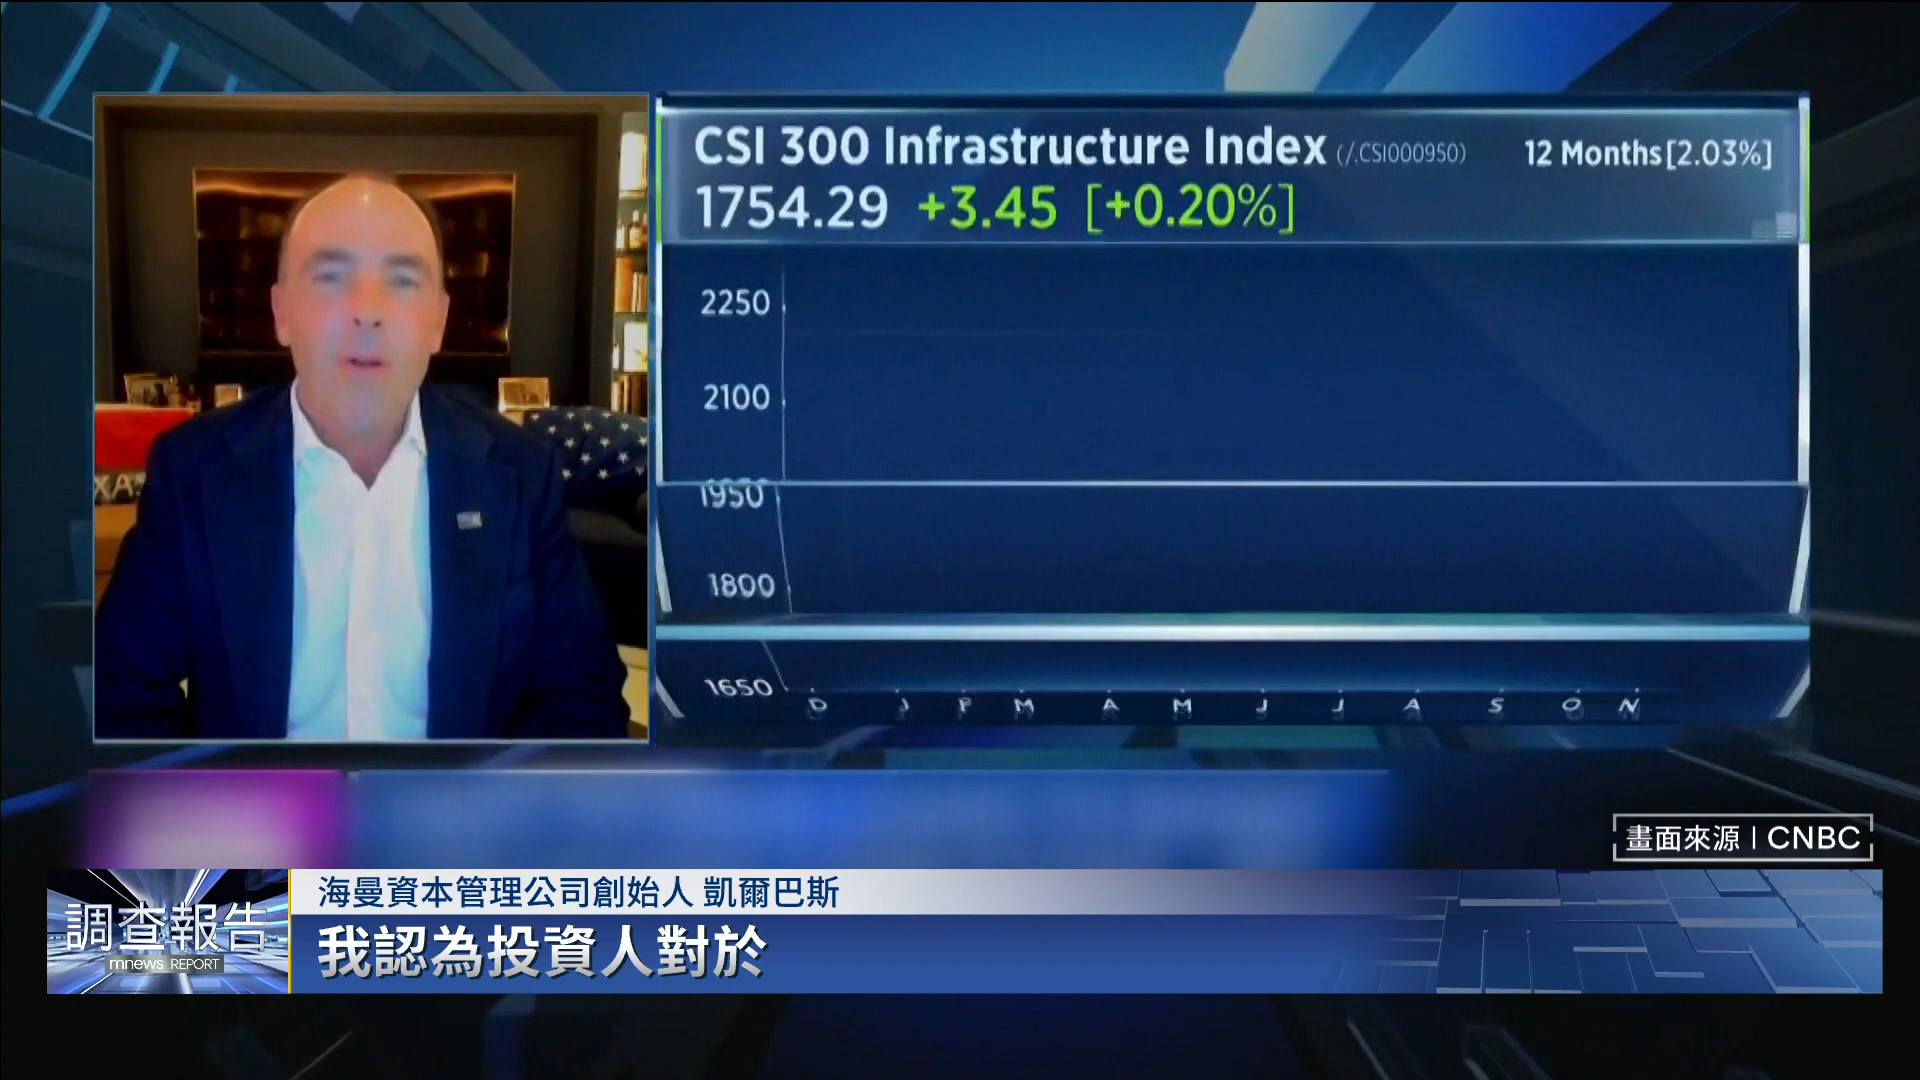 CSI 300 Infrastructure Index (/.CSI000950) 12 Months [2.03%]
1754.29 +3.45 [+0.20%]
2250
2100
1950
1800
1650
D J F M A M J J A S O N
XAS
畫面來源 | CNBC
調查報告
mnews REPORT
海曼資本管理公司創始人 凱爾巴斯
我認為投資人對於